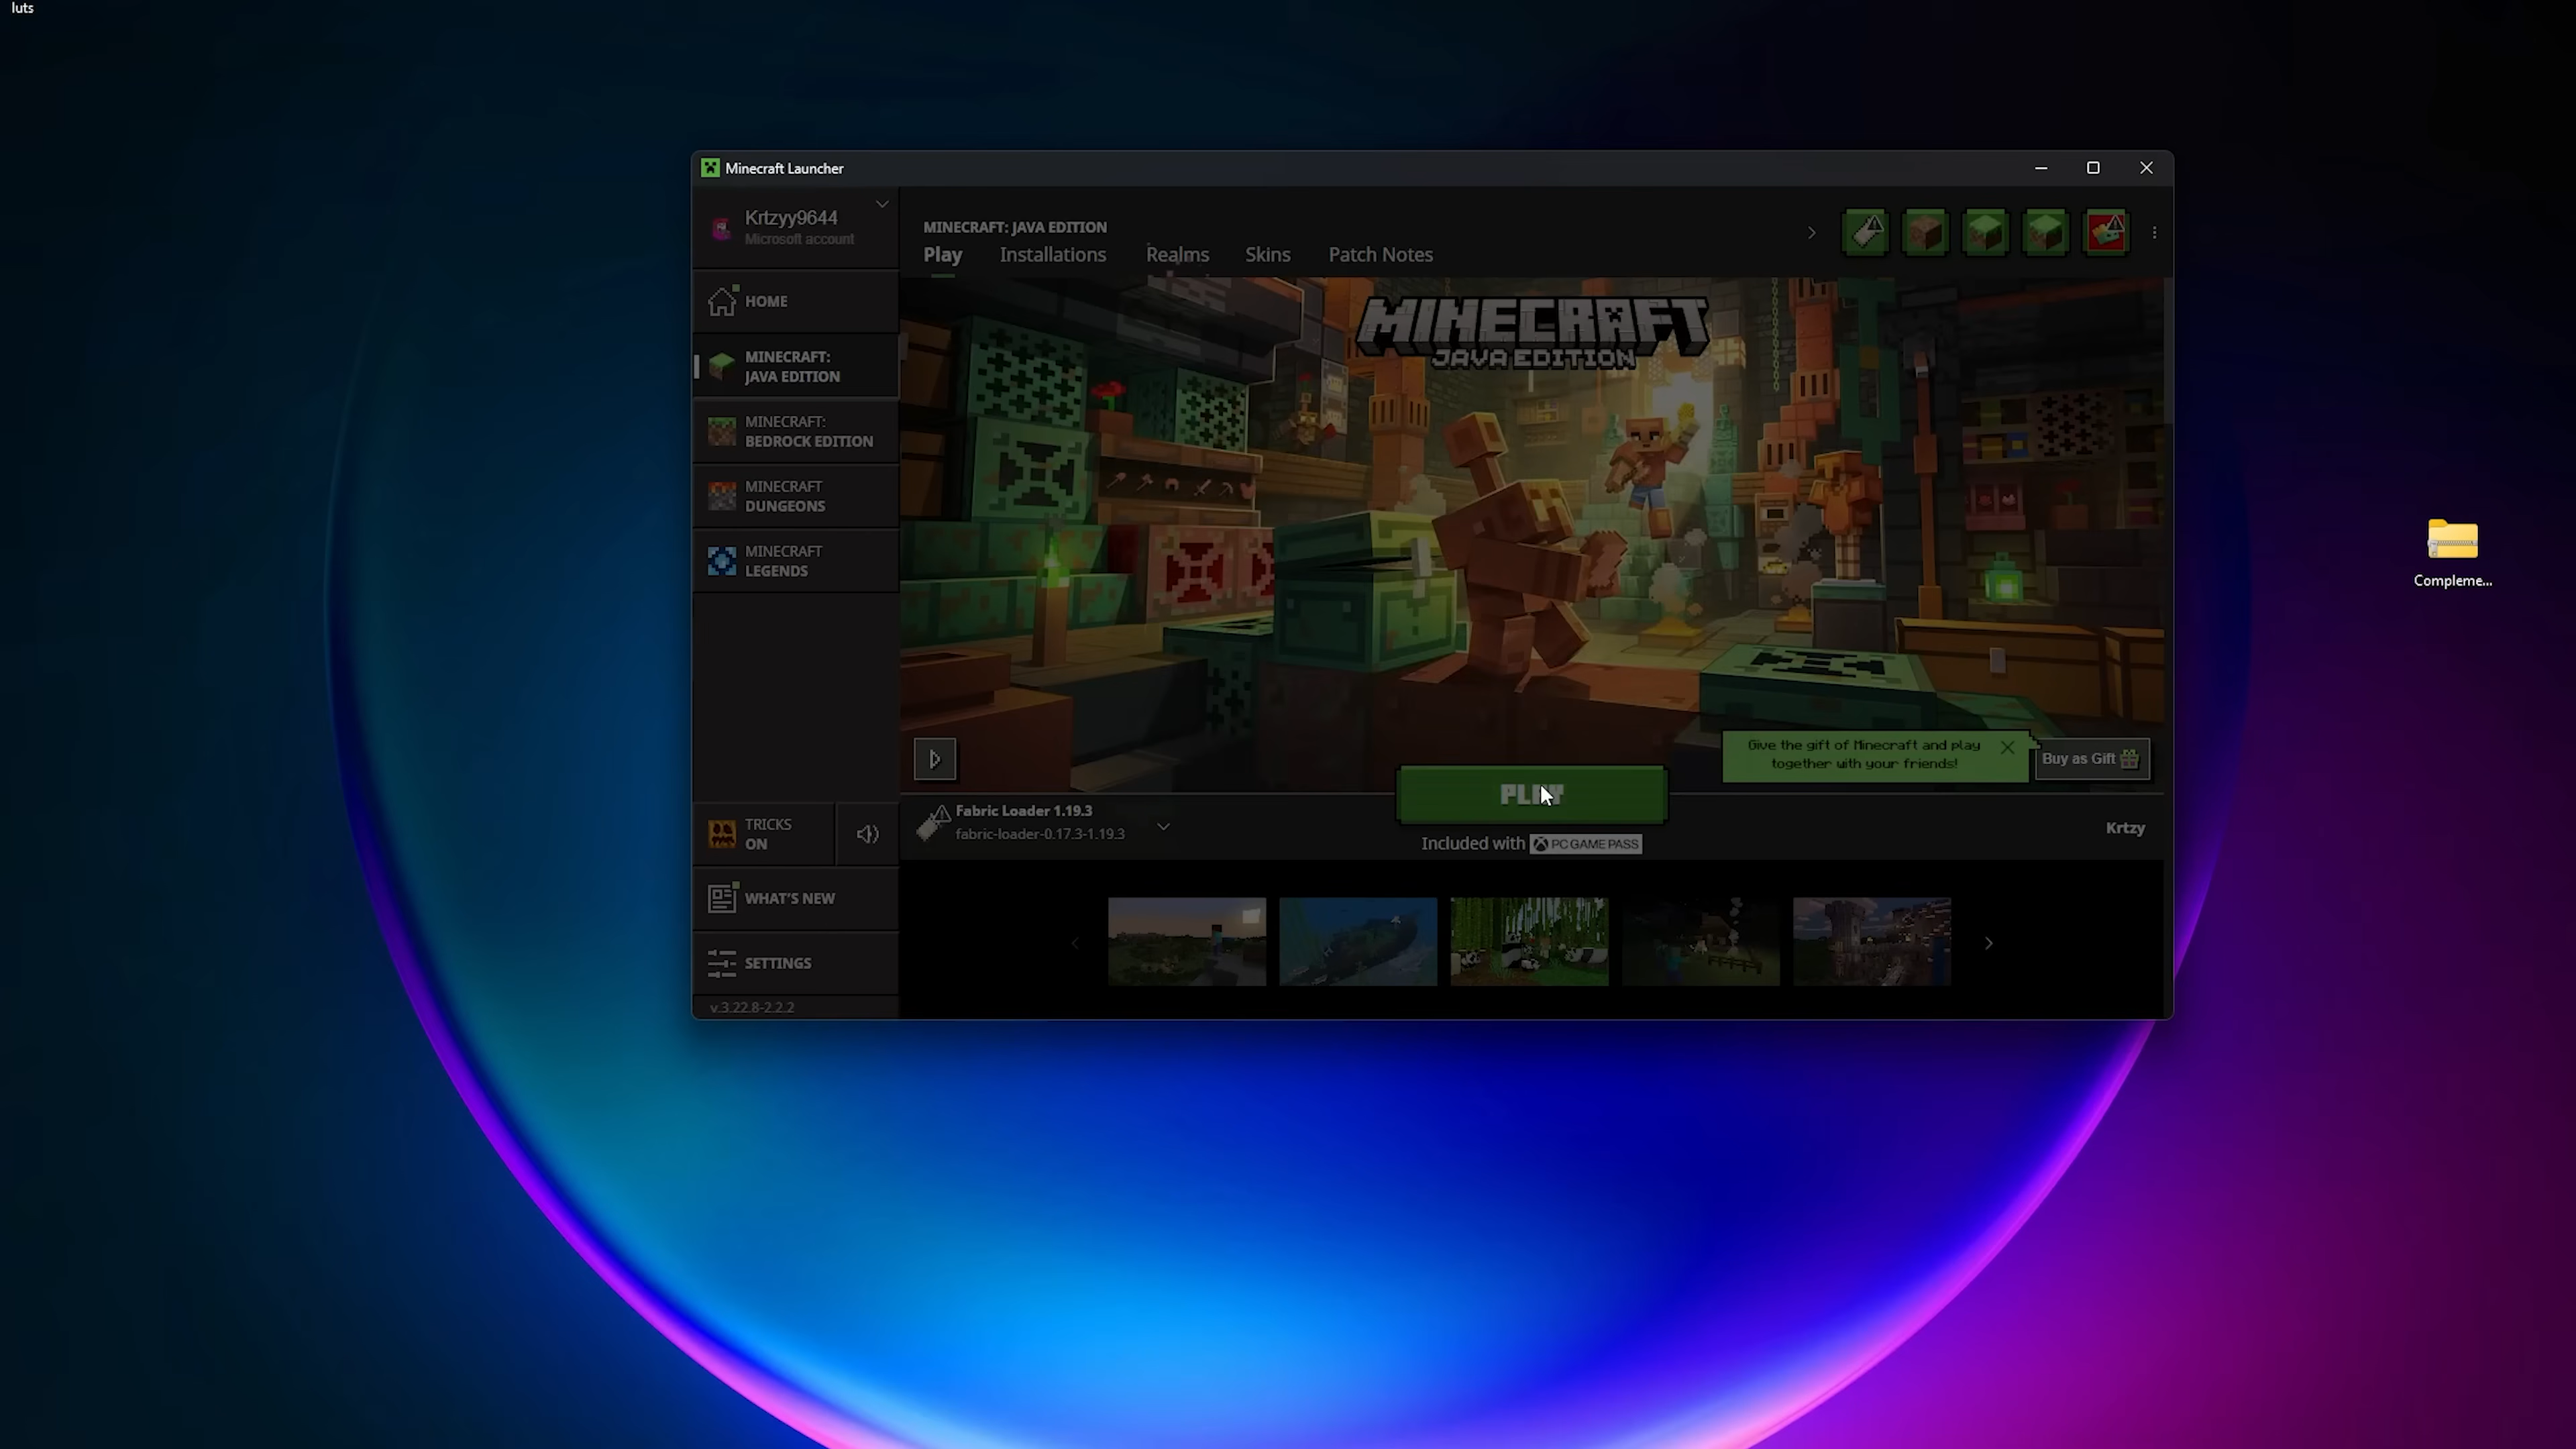 luts
Minecraft Launcher
Krtzyy9644
Microsoft account
MINECRAFT: JAVA EDITION
Play
Installations
Realms
Skins
Patch Notes
HOME
MINECRAFT:
JAVA EDITION
MINECRAFT:
BEDROCK EDITION
MINECRAFT
DUNGEONS
MINECRAFT
LEGENDS
MINECRAFT
JAVA EDITION
Compleme...
Give the gift of Minecraft and play
together with your friends!
Buy as Gift
PLAY
Fabric Loader 1.19.3
fabric-loader-0.17.3-1.19.3
Included with PC GAME PASS
Krtzy
TRICKS
ON
WHAT'S NEW
SETTINGS
v.3.22.8-2.2.2